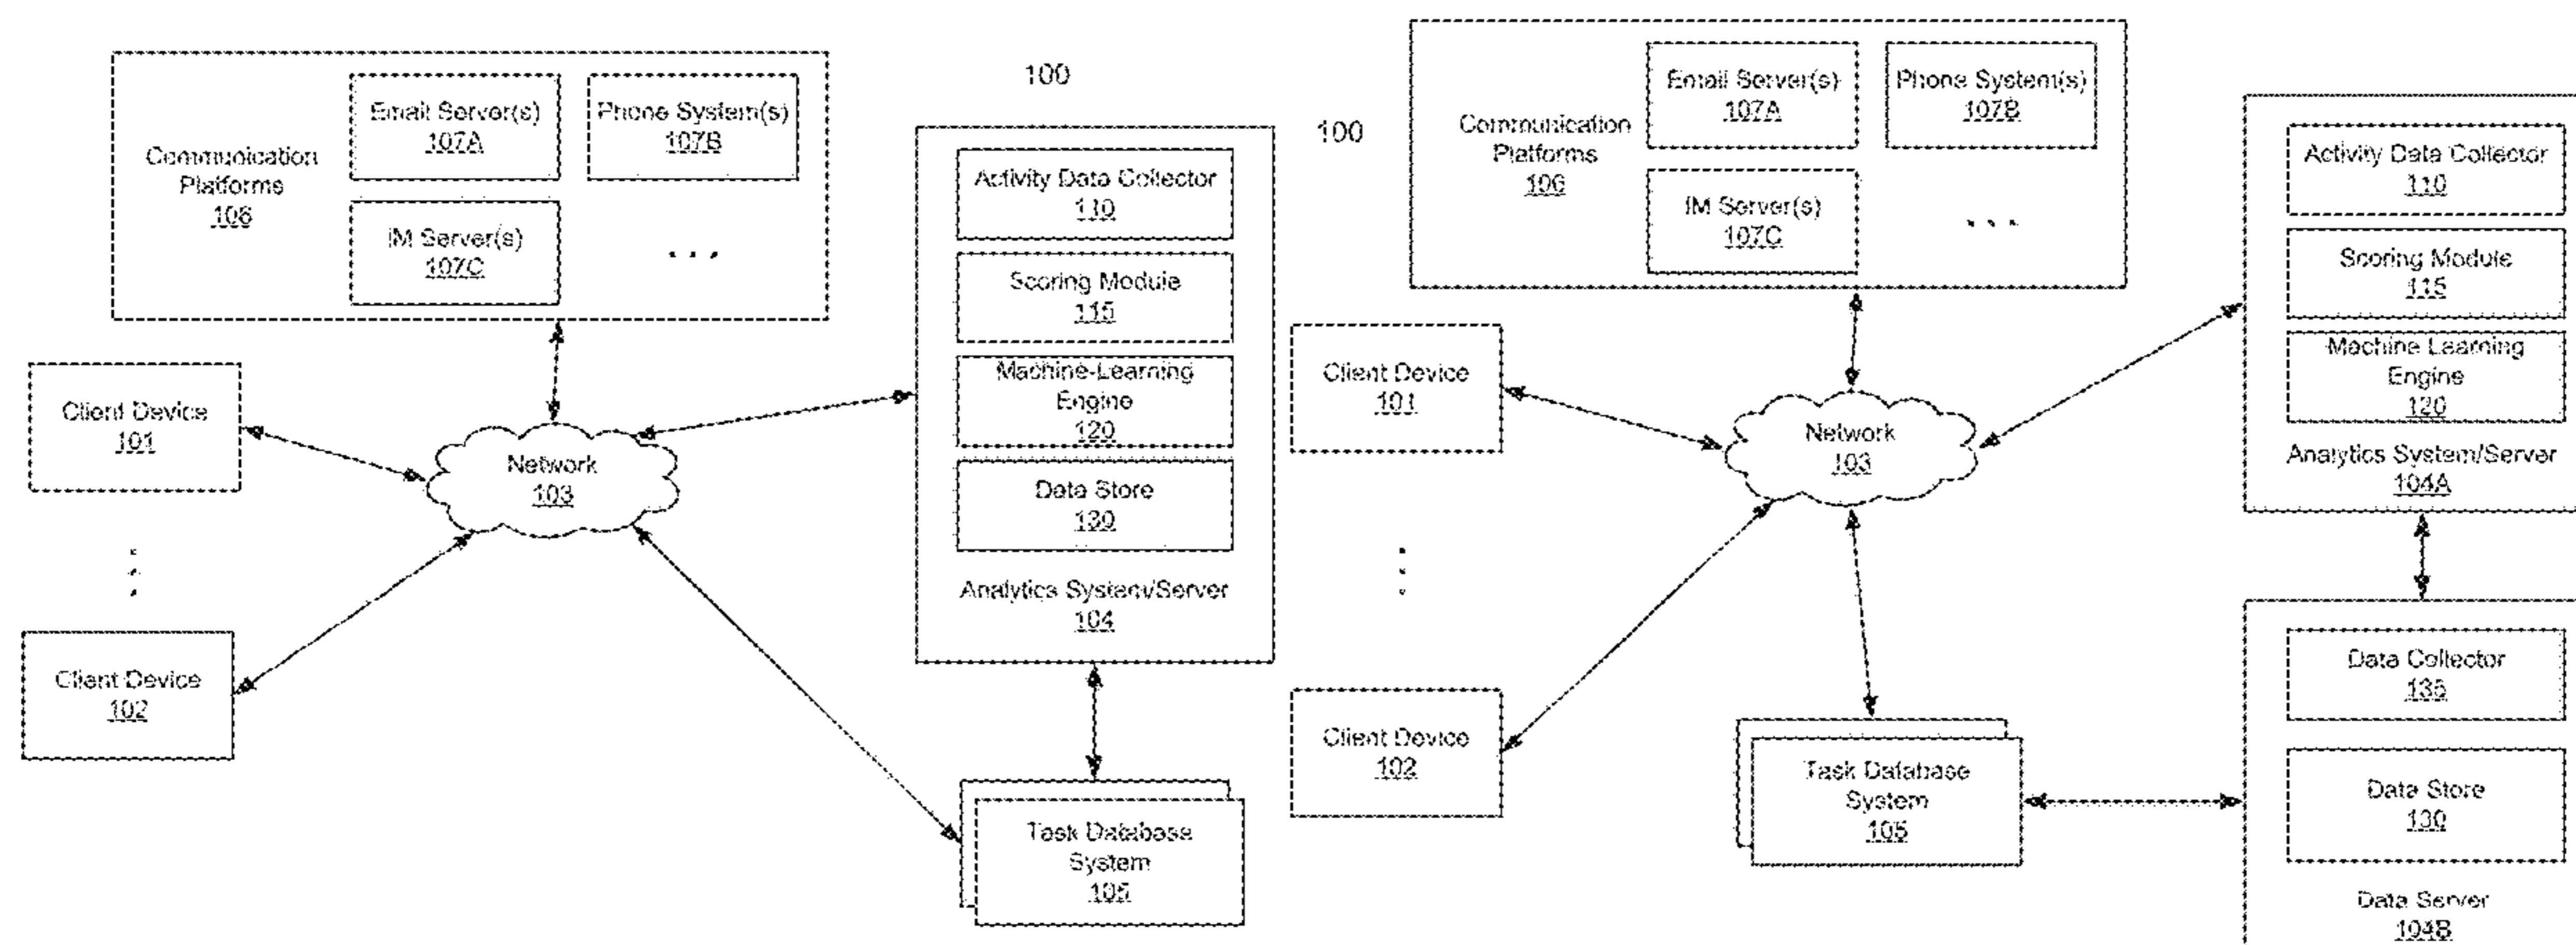 100
Communication
Platforms
106
Email Server(s)
107A
Phone System(s)
107B
IM Server(s)
107C
. . .
Client Device
101
Client Device
102
Network
103
Activity Data Collector
110
Scoring Module
115
Machine-Learning
Engine
120
Data Store
130
Analytics System/Server
104
Task Database
System
105
100
Communication
Platforms
106
Email Server(s)
107A
Phone System(s)
107B
IM Server(s)
107C
. . .
Client Device
101
Client Device
102
Network
103
Activity Data Collector
110
Scoring Module
115
Machine Learning
Engine
120
Analytics System/Server
104A
Task Database
System
105
Data Collector
135
Data Store
130
Data Server
104B